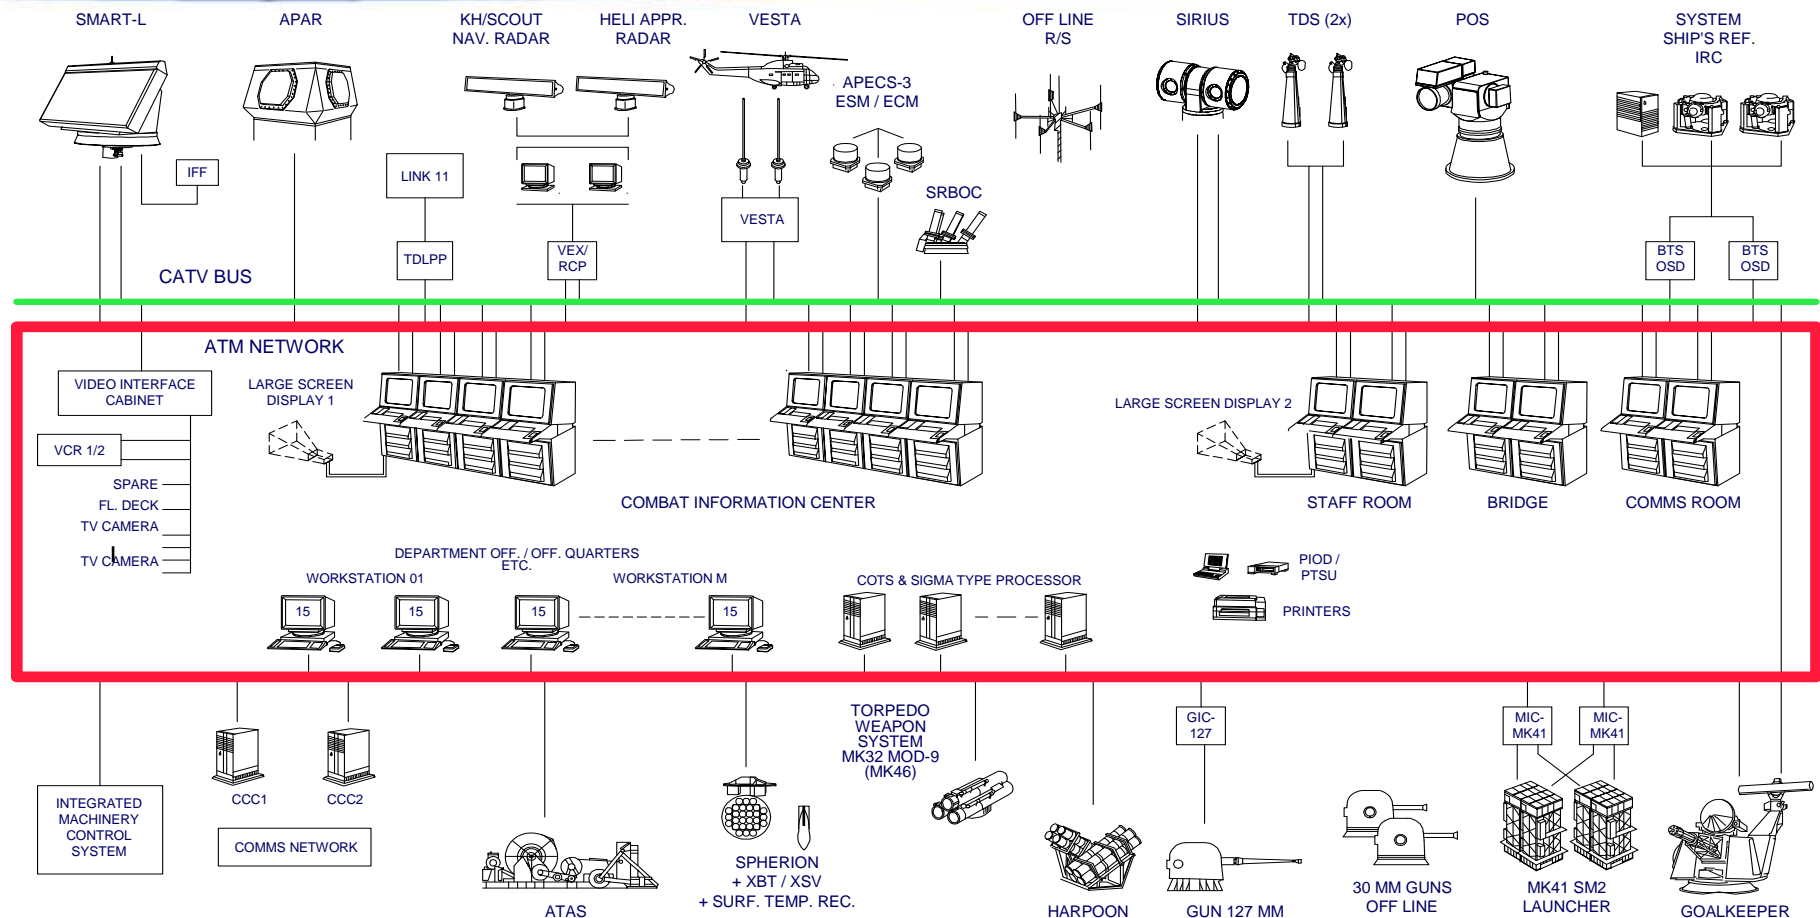 SMART-L
APAR
KH/SCOUT
NAV. RADAR
HELI APPR.
RADAR
VESTA
OFF LINE
R/S
SIRIUS
TDS (2x)
POS
SYSTEM
SHIP'S REF.
IRC
APECS-3
ESM / ECM
IFF
LINK 11
VESTA
SRBOC
TDLPP
VEX/
RCP
BTS
OSD
BTS
OSD
CATV BUS
ATM NETWORK
VIDEO INTERFACE
CABINET
LARGE SCREEN
DISPLAY 1
LARGE SCREEN DISPLAY 2
VCR 1/2
SPARE
FL. DECK
TV CAMERA
TV CAMERA
COMBAT INFORMATION CENTER
STAFF ROOM
BRIDGE
COMMS ROOM
DEPARTMENT OFF. / OFF. QUARTERS
ETC.
WORKSTATION 01
WORKSTATION M
COTS & SIGMA TYPE PROCESSOR
PIOD /
PTSU
PRINTERS
15
15
15
15
INTEGRATED
MACHINERY
CONTROL
SYSTEM
CCC1
CCC2
COMMS NETWORK
ATAS
SPHERION
+ XBT / XSV
+ SURF. TEMP. REC.
TORPEDO
WEAPON
SYSTEM
MK32 MOD-9
(MK46)
HARPOON
GIC-
127
GUN 127 MM
30 MM GUNS
OFF LINE
MIC-
MK41
MIC-
MK41
MK41 SM2
LAUNCHER
GOALKEEPER